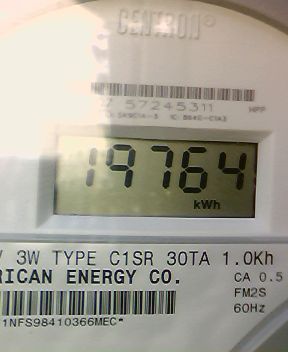 CENTRON®
57245311 HPP
19764
kWh
V 3W TYPE C1SR 30TA 1.0Kh
RICAN ENERGY CO. CA 0.5
FM2S
1NFS98410366MEC* 60Hz